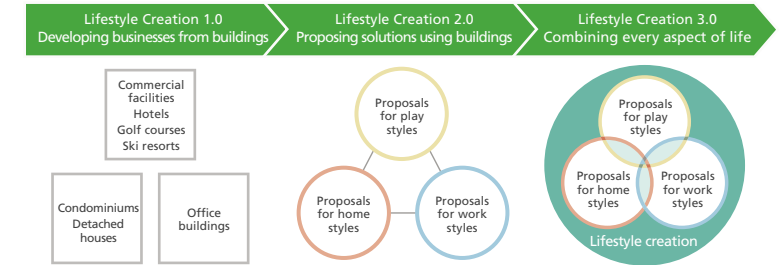 Lifestyle Creation 1.0
Developing businesses from buildings
Lifestyle Creation 2.0
Proposing solutions using buildings
Lifestyle Creation 3.0
Combining every aspect of life
Commercial
facilities
Hotels
Golf courses
Ski resorts
Condominiums
Detached
houses
Office
buildings
Proposals
for play
styles
Proposals
for home
styles
Proposals
for work
styles
Proposals
for play
styles
Proposals
for home
styles
Proposals
for work
styles
Lifestyle creation